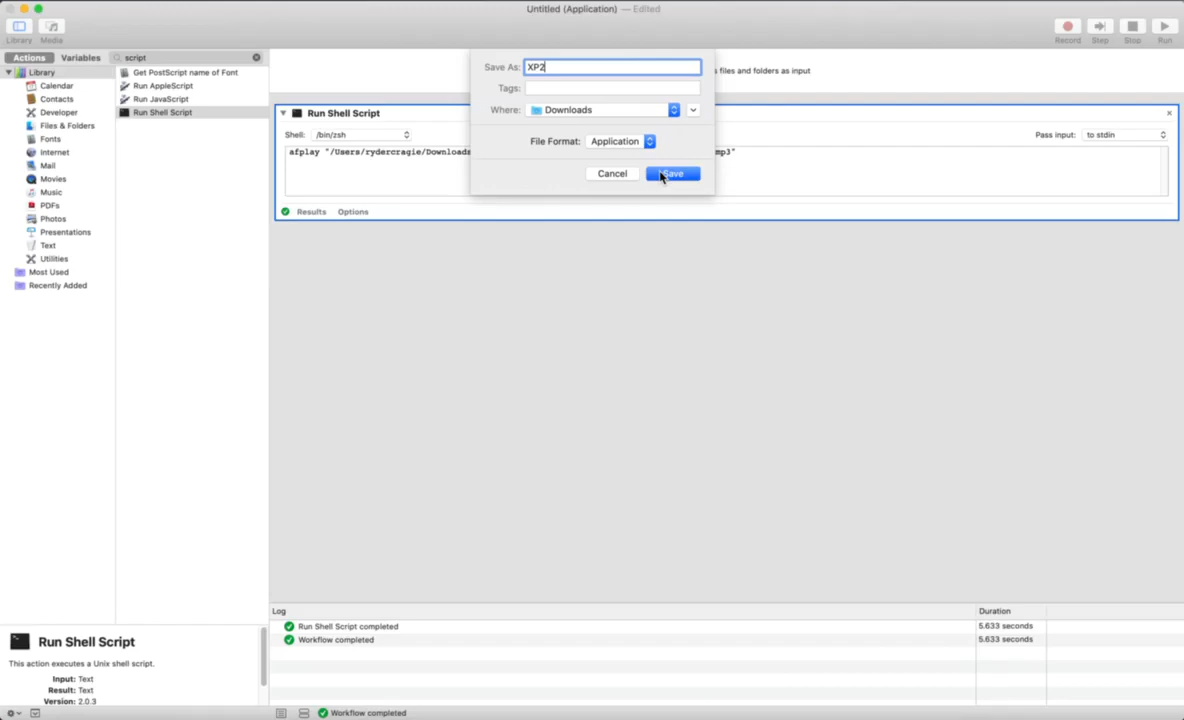 Untitled (Application) — Edited
Library Media
Record Step Stop Run
Actions Variables script
Library
Calendar
Contacts
Developer
Files & Folders
Fonts
Internet
Mail
Movies
Music
PDFs
Photos
Presentations
Text
Utilities
Most Used
Recently Added
Get PostScript name of Font
Run AppleScript
Run JavaScript
Run Shell Script
Save As: XP2
Tags:
Where: Downloads
File Format: Application
Cancel Save
files and folders as input
Run Shell Script
Shell: /bin/zsh Pass input: to stdin
afplay "/Users/rydercragie/Downloads mp3"
Results Options
Log Duration
Run Shell Script completed 5.633 seconds
Workflow completed 5.633 seconds
Run Shell Script
This action executes a Unix shell script.
Input: Text
Result: Text
Version: 2.0.3
Workflow completed